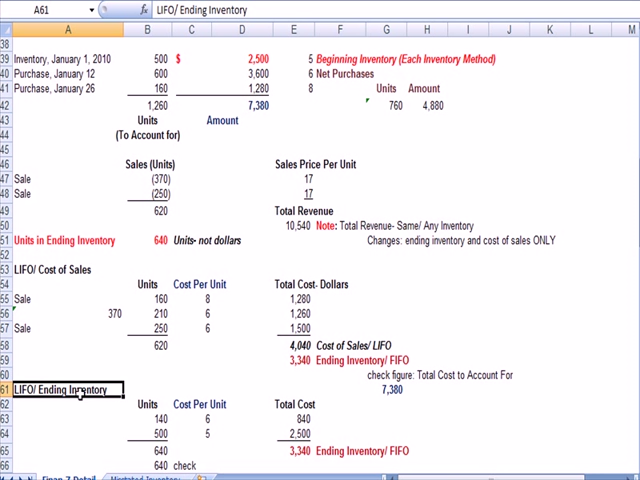 A61 fx LIFO/ Ending Inventory
A B C D E F G H I J K L M
38
39 Inventory, January 1, 2010 500 $ 2,500 5 Beginning Inventory (Each Inventory Method)
40 Purchase, January 12 600 3,600 6 Net Purchases
41 Purchase, January 26 160 1,280 8 Units Amount
42 1,260 7,380 760 4,880
43 Units Amount
44 (To Account for)
45
46 Sales (Units) Sales Price Per Unit
47 Sale (370) 17
48 Sale (250) 17
49 620 Total Revenue
50 10,540 Note: Total Revenue- Same/ Any Inventory
51 Units in Ending Inventory 640 Units- not dollars Changes: ending inventory and cost of sales ONLY
52
53 LIFO/ Cost of Sales
54 Units Cost Per Unit Total Cost- Dollars
55 Sale 160 8 1,280
56 370 210 6 1,260
57 Sale 250 6 1,500
58 620 4,040 Cost of Sales/ LIFO
59 3,340 Ending Inventory/ FIFO
60 check figure: Total Cost to Account For
61 LIFO/ Ending Inventory 7,380
62 Units Cost Per Unit Total Cost
63 140 6 840
64 500 5 2,500
65 640 3,340 Ending Inventory/ FIFO
66 640 check
Finan 7 Detail Misstated Inventory